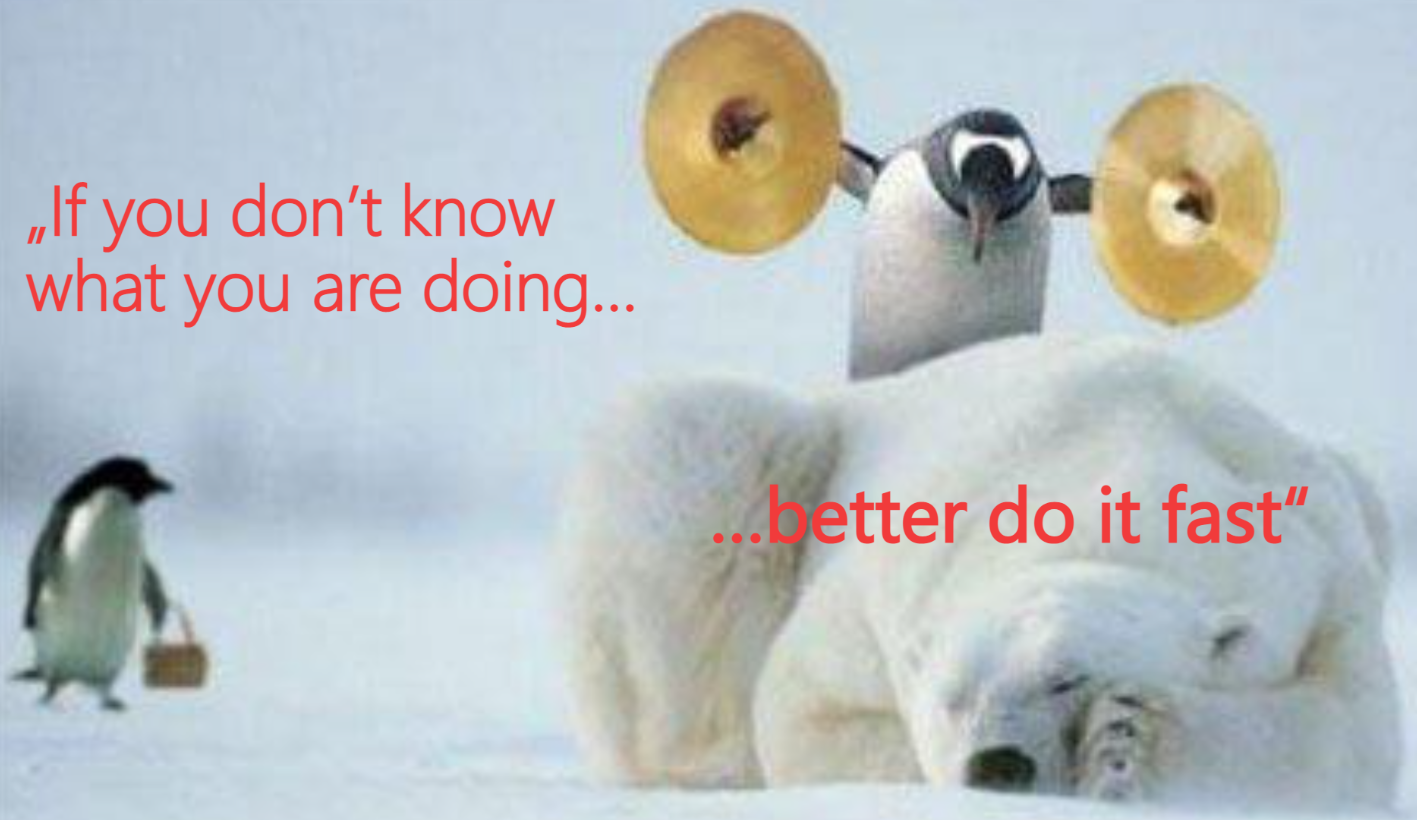 „If you don’t know
what you are doing...
...better do it fast“